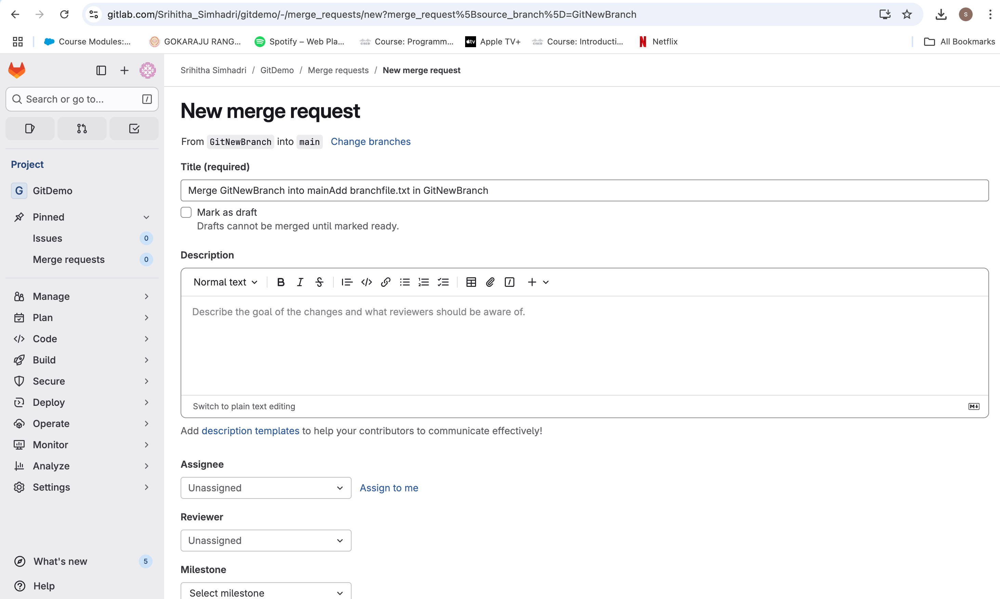 gitlab.com/Srihitha_Simhadri/gitdemo/-/merge_requests/new?merge_request%5Bsource_branch%5D=GitNewBranch
S
Course Modules:...
GOKARAJU RANG...
Spotify – Web Pla...
Course: Programm...
Apple TV+
Course: Introducti...
Netflix
All Bookmarks
Search or go to...
/
Project
G GitDemo
Pinned
Issues 0
Merge requests 0
Manage
Plan
Code
Build
Secure
Deploy
Operate
Monitor
Analyze
Settings
What's new 5
Help
Srihitha Simhadri / GitDemo / Merge requests / New merge request
New merge request
From GitNewBranch into main Change branches
Title (required)
Merge GitNewBranch into mainAdd branchfile.txt in GitNewBranch
Mark as draft
Drafts cannot be merged until marked ready.
Description
Normal text
Describe the goal of the changes and what reviewers should be aware of.
Switch to plain text editing
Add description templates to help your contributors to communicate effectively!
Assignee
Unassigned Assign to me
Reviewer
Unassigned
Milestone
Select milestone